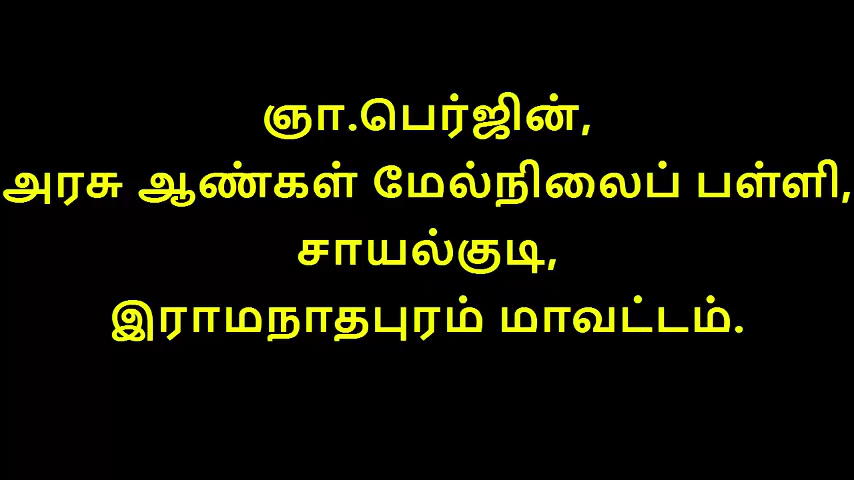 ஞா.பெர்ஜின்,
அரசு ஆண்கள் மேல்நிலைப் பள்ளி,
சாயல்குடி,
இராமநாதபுரம் மாவட்டம்.